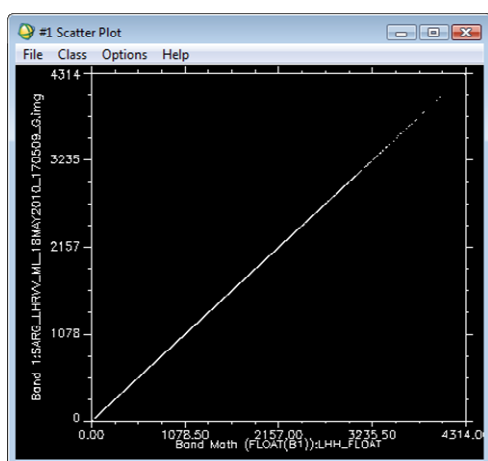 #1 Scatter Plot
File Class Options Help
4314
3235
2157
1078
0
Band 1:SARG_LHRVV_ML_18MAY2010_170509_G.img
0.00 1078.50 2157.00 3235.50 4314.00
Band Math (FLOAT(B1)):LHH_FLOAT